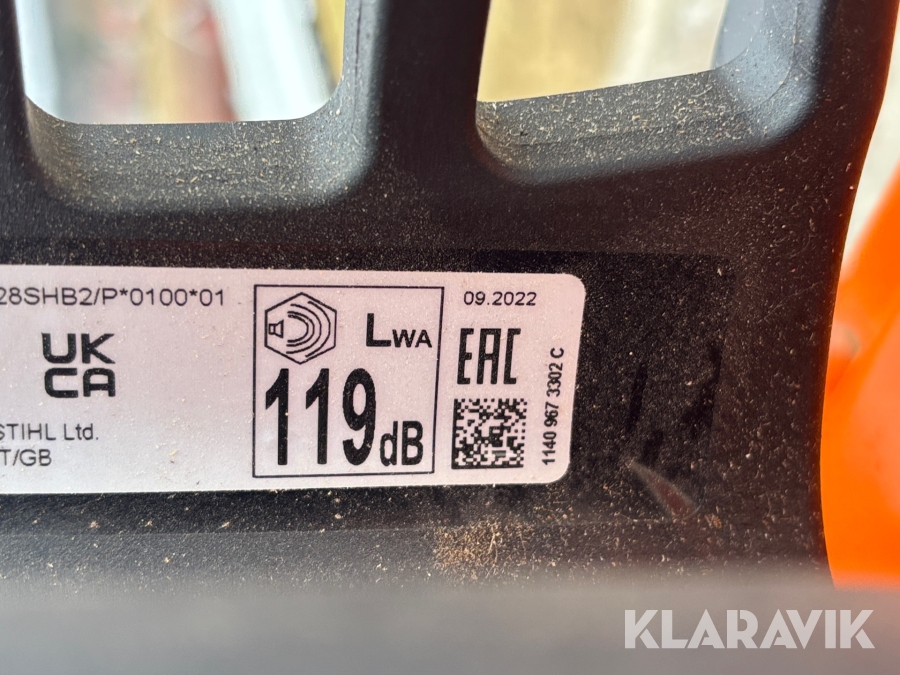 28SHB2/P*0100*01
UK
CA
STIHL Ltd.
T/GB
LWA
119dB
09.2022
EAC
1140 967 3302 C
KLARAVIK